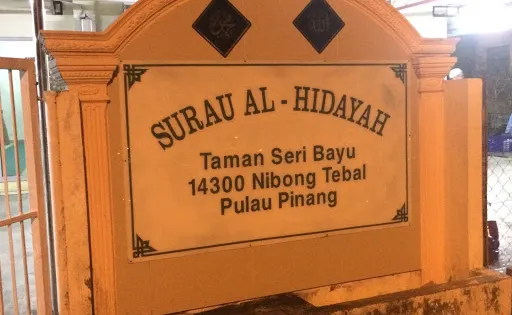 SURAU AL-HIDAYAH
Taman Seri Bayu
14300 Nibong Tebal
Pulau Pinang